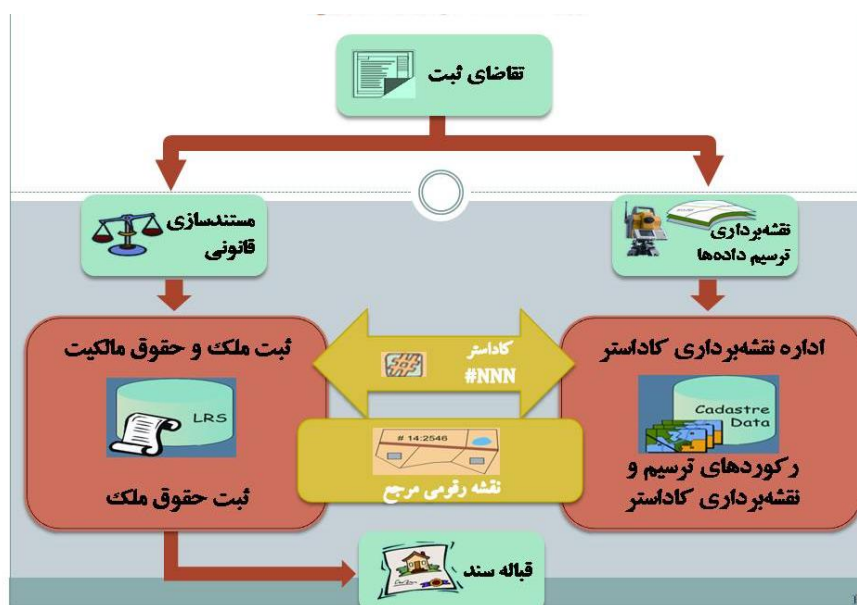 تقاضای ثبت
نقشه‌برداری
ترسیم داده‌ها
مستندسازی
قانونی
اداره نقشه‌برداری کاداستر
Cadastre
Data
رکوردهای ترسیم و
نقشه‌برداری کاداستر
کاداستر
#NNN
# 14:2546
نقشه رقومی مرجع
ثبت ملک و حقوق مالکیت
LRS
ثبت حقوق ملک
قباله سند